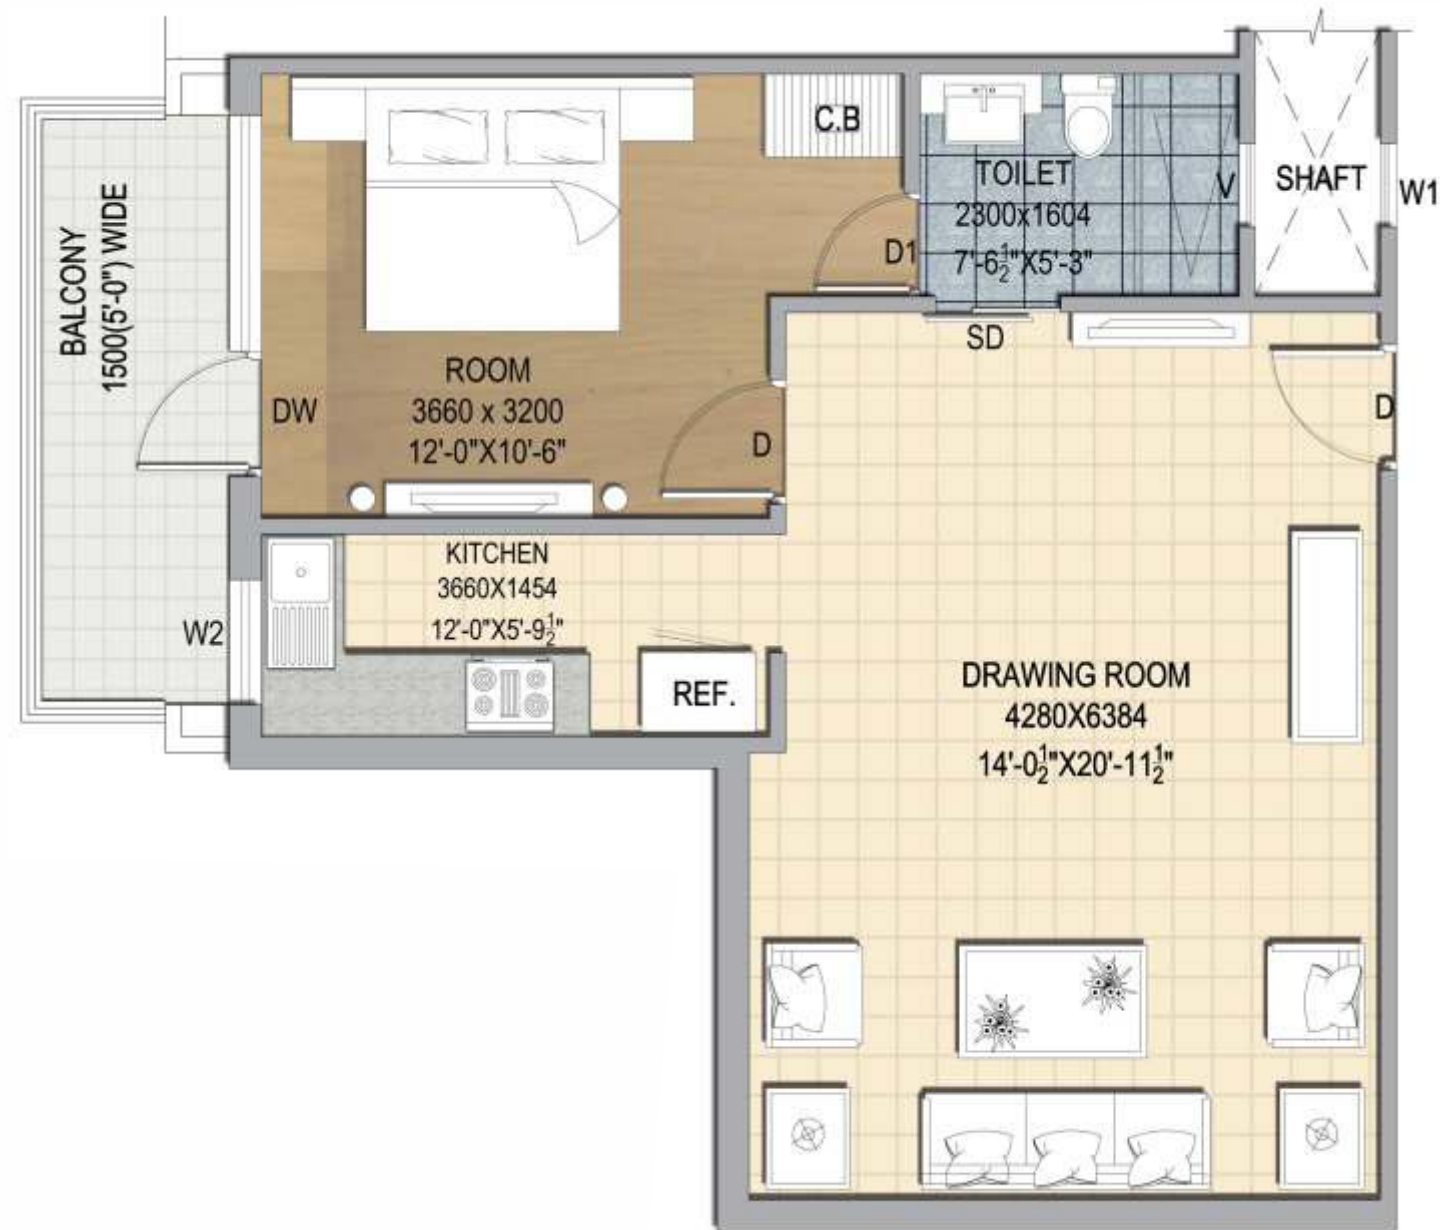 C.B
TOILET
2300x1604
7'-6½"X5'-3"
V
SHAFT
W1
D1
BALCONY
1500(5'-0") WIDE
SD
ROOM
3660 x 3200
12'-0"X10'-6"
DW
D
D
KITCHEN
3660X1454
12'-0"X5'-9½"
W2
REF.
DRAWING ROOM
4280X6384
14'-0½"X20'-11½"